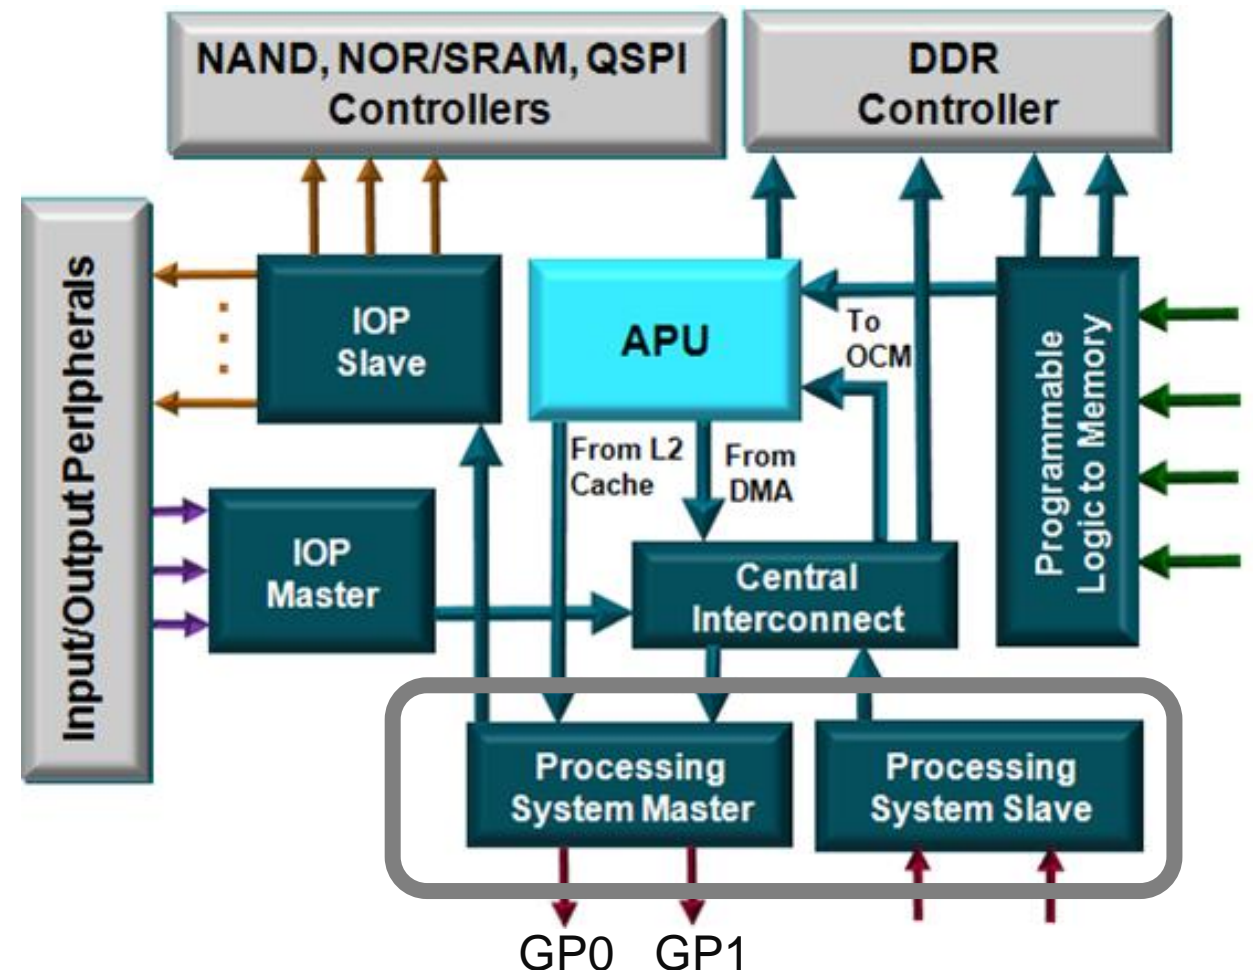 NAND, NOR/SRAM, QSPI
Controllers
DDR
Controller
Input/Output Peripherals
IOP
Slave
APU
To
OCM
Programmable
Logic to Memory
From L2
Cache
From
DMA
IOP
Master
Central
Interconnect
Processing
System Master
Processing
System Slave
GP0 GP1